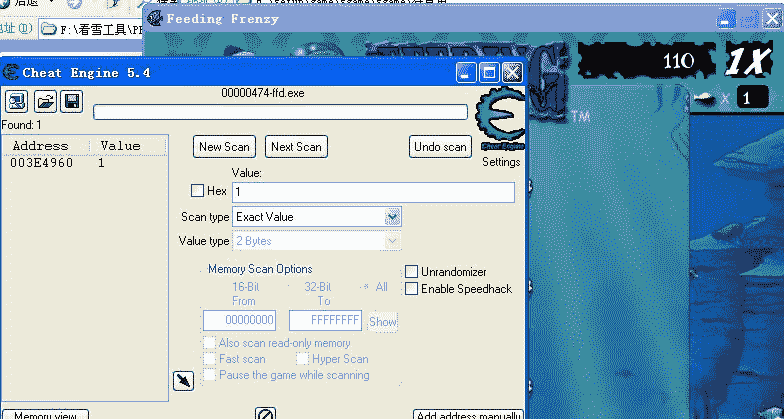 F:\看雪工具\PE
Feeding Frenzy
110
1X
x 1
TM
Cheat Engine 5.4
00000474-ffd.exe
Found: 1
Address Value
003E4960 1
New Scan Next Scan Undo scan
Cheat Engine
Settings
Value:
Hex 1
Scan type Exact Value
Value type 2 Bytes
Memory Scan Options
Unrandomizer
Enable Speedhack
16-Bit 32-Bit All
From To
00000000 FFFFFFFF Show
Also scan read-only memory
Fast scan Hyper Scan
Pause the game while scanning
Memory view
Add address manually